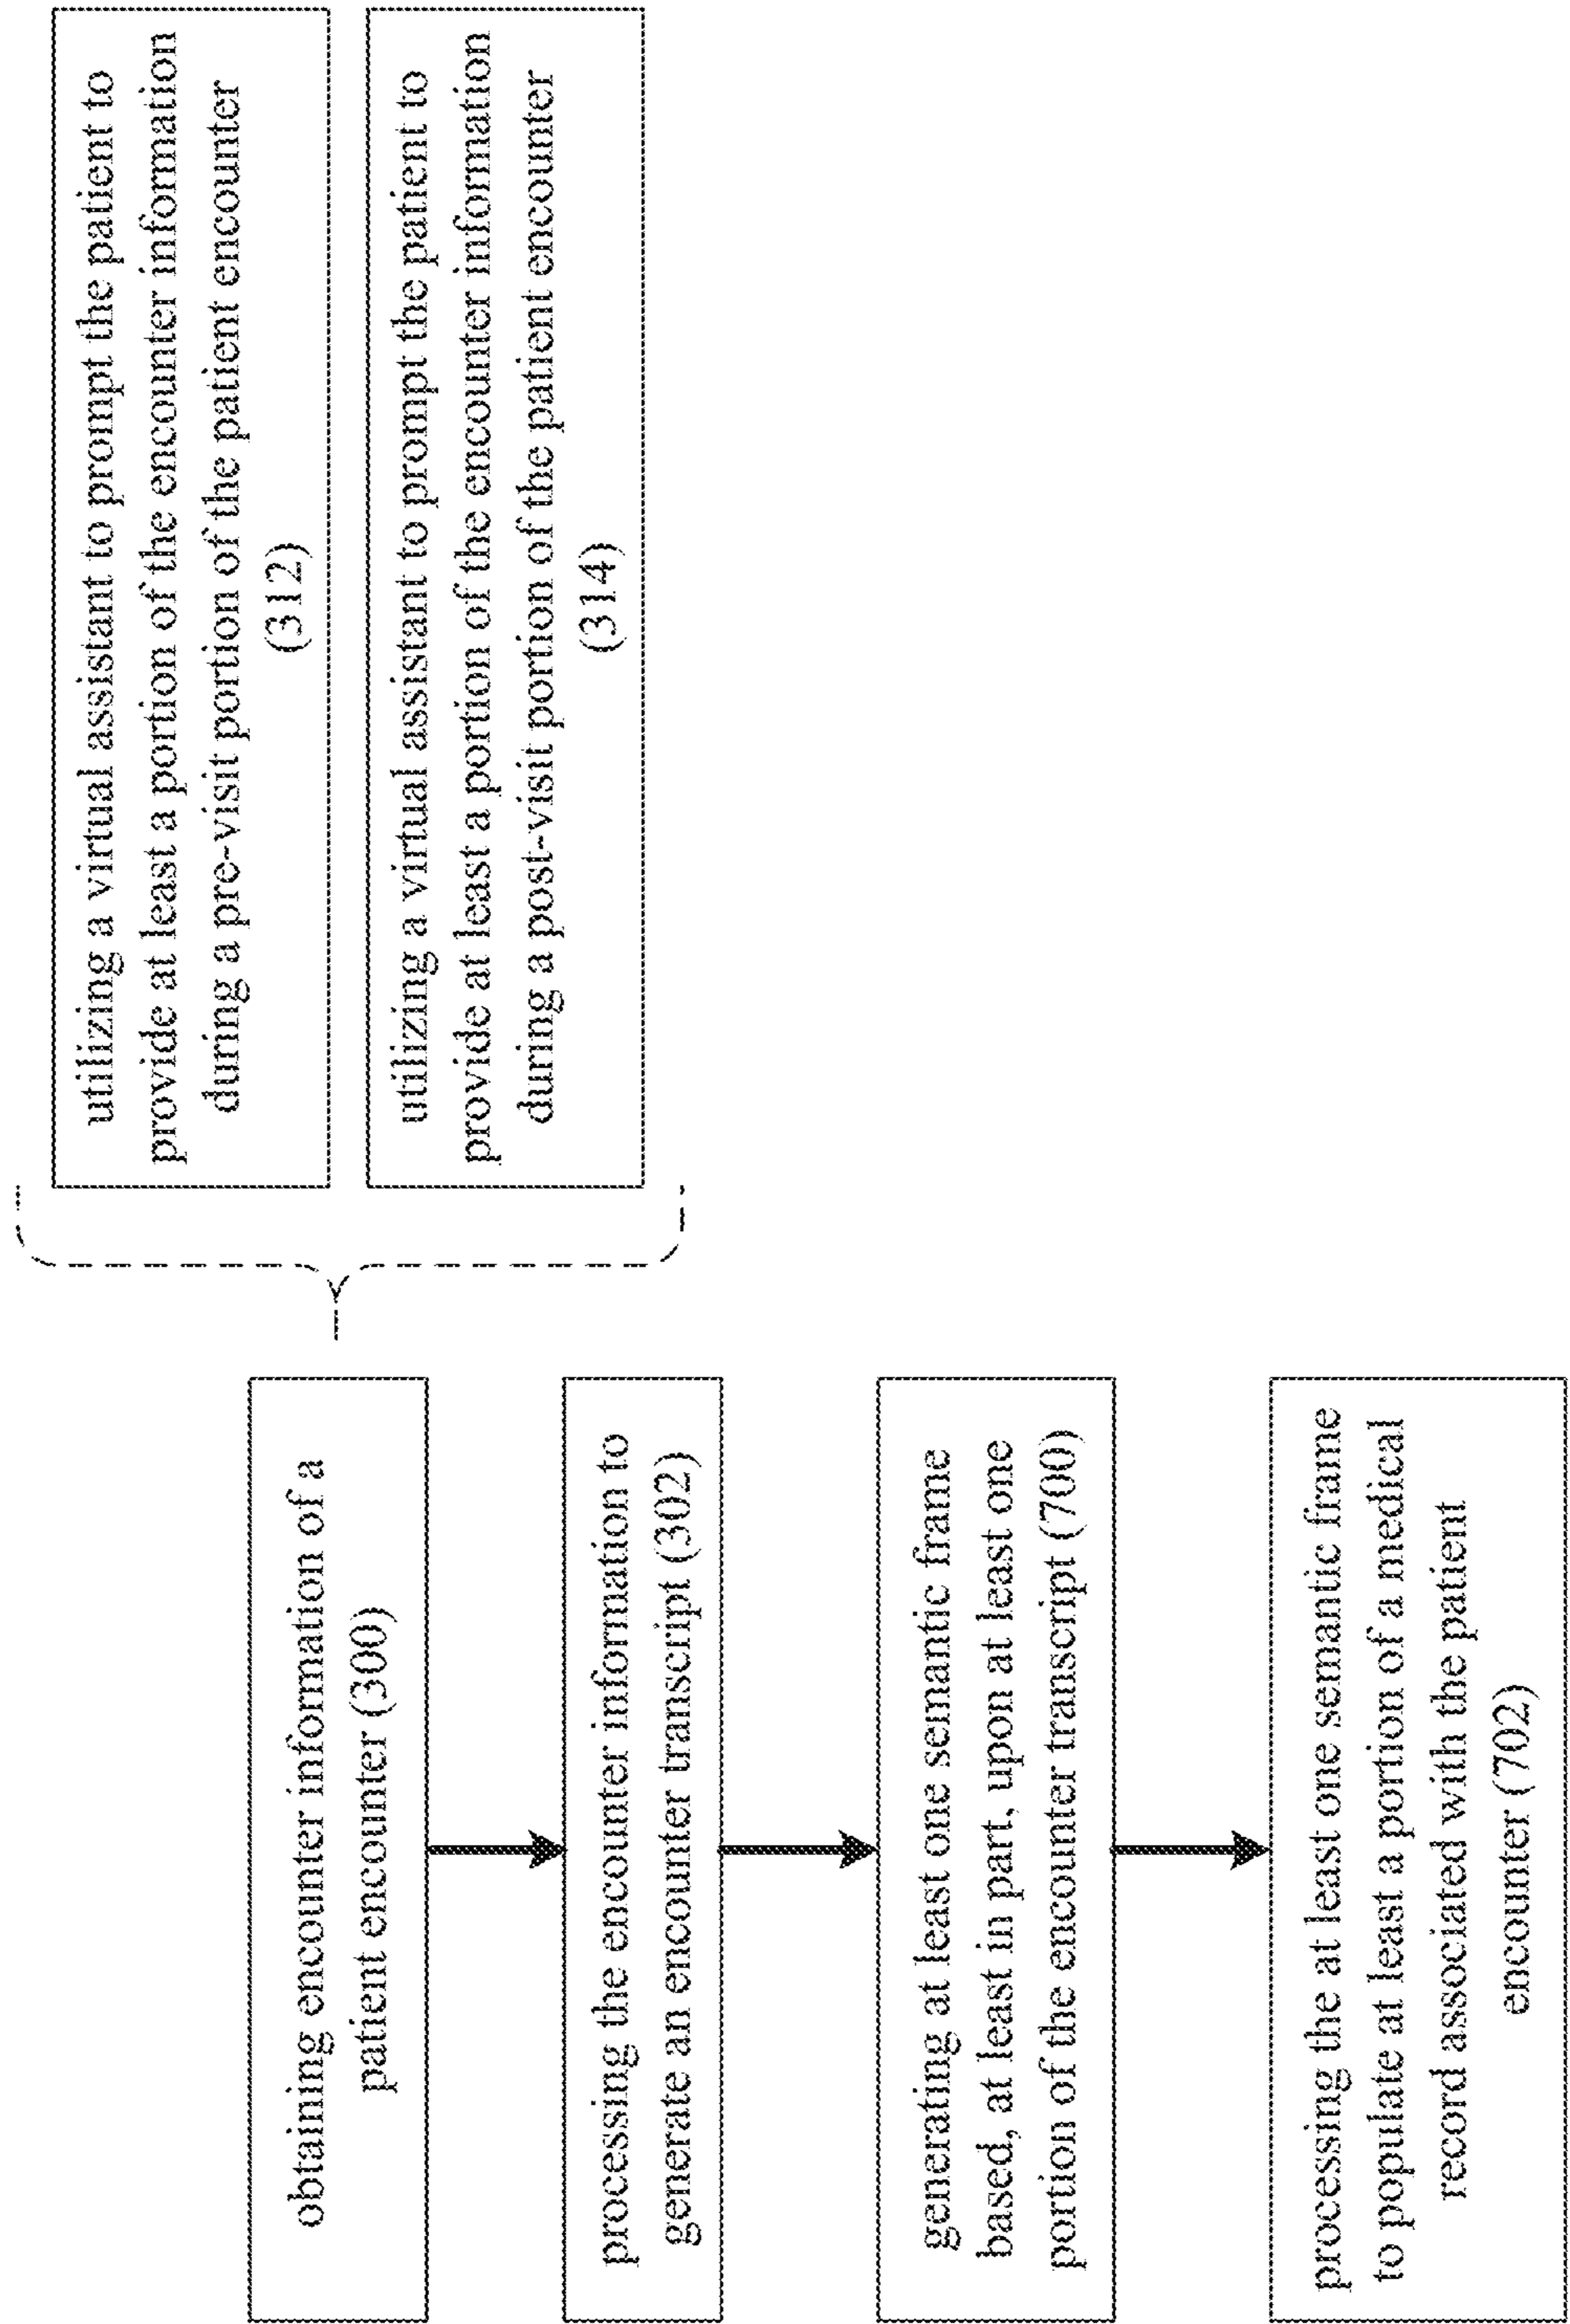 obtaining encounter information of a
patient encounter (300)
processing the encounter information to
generate an encounter transcript (302)
generating at least one semantic frame
based, at least in part, upon at least one
portion of the encounter transcript (700)
processing the at least one semantic frame
to populate at least a portion of a medical
record associated with the patient
encounter (702)
utilizing a virtual assistant to prompt the patient to
provide at least a portion of the encounter information
during a pre-visit portion of the patient encounter
(312)
utilizing a virtual assistant to prompt the patient to
provide at least a portion of the encounter information
during a post-visit portion of the patient encounter
(314)